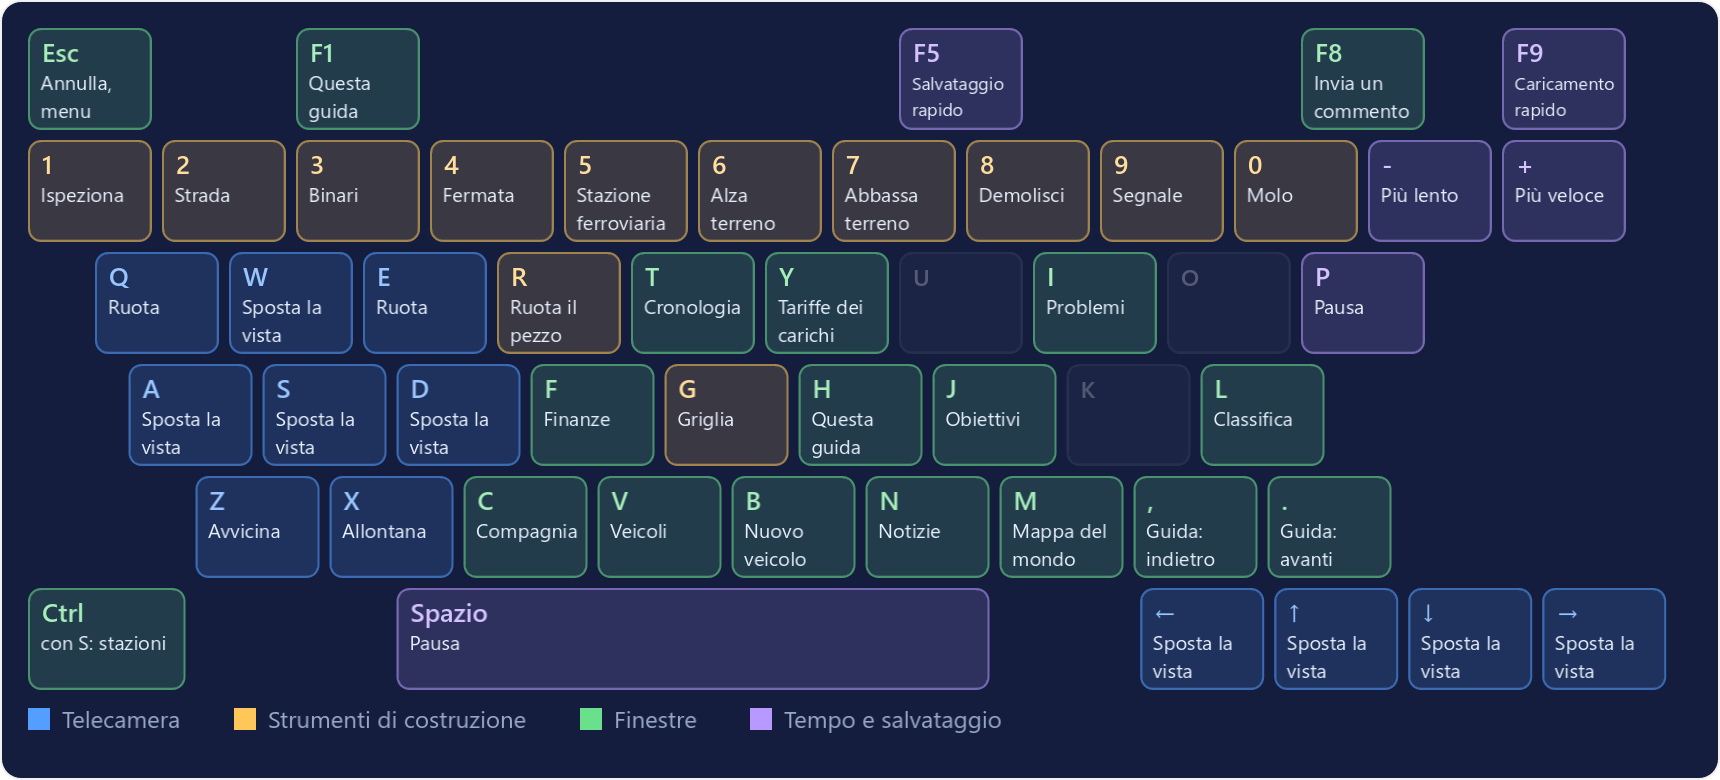 Esc
Annulla,
menu
F1
Questa
guida
F5
Salvataggio
rapido
F8
Invia un
commento
F9
Caricamento
rapido
1
Ispeziona
2
Strada
3
Binari
4
Fermata
5
Stazione
ferroviaria
6
Alza
terreno
7
Abbassa
terreno
8
Demolisci
9
Segnale
0
Molo
-
Più lento
+
Più veloce
Q
Ruota
W
Sposta la
vista
E
Ruota
R
Ruota il
pezzo
T
Cronologia
Y
Tariffe dei
carichi
U
I
Problemi
O
P
Pausa
A
Sposta la
vista
S
Sposta la
vista
D
Sposta la
vista
F
Finanze
G
Griglia
H
Questa
guida
J
Obiettivi
K
L
Classifica
Z
Avvicina
X
Allontana
C
Compagnia
V
Veicoli
B
Nuovo
veicolo
N
Notizie
M
Mappa del
mondo
,
Guida:
indietro
.
Guida:
avanti
Ctrl
con S: stazioni
Spazio
Pausa
←
Sposta la
vista
↑
Sposta la
vista
↓
Sposta la
vista
→
Sposta la
vista
Telecamera
Strumenti di costruzione
Finestre
Tempo e salvataggio